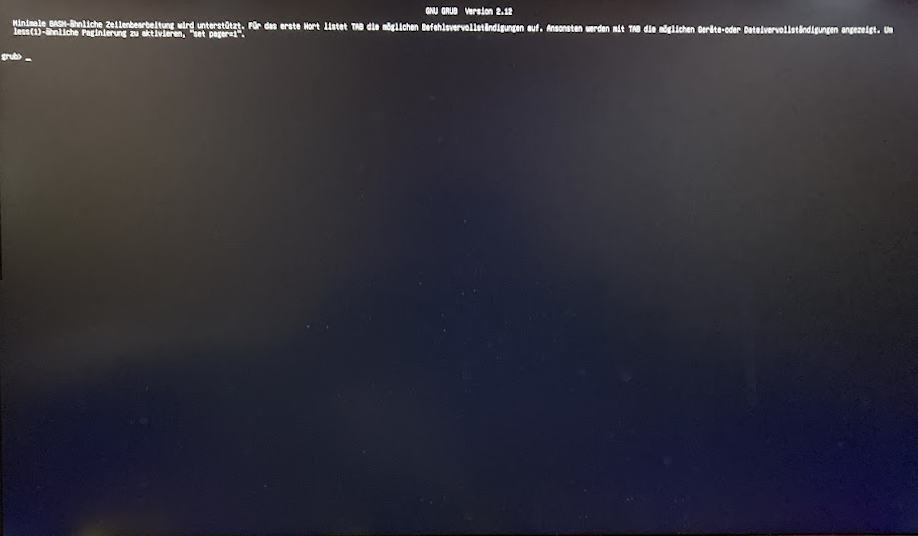 GNU GRUB Version 2.12
Minimale BASH-ähnliche Zeilenbearbeitung wird unterstützt. Für das erste Wort listet TAB die möglichen Befehlsvervollständigungen auf. Ansonsten werden mit TAB die möglichen Geräte-oder Dateivervollständigungen angezeigt. Um
less(1)-ähnliche Paginierung zu aktivieren, "set pager=1".
grub> _